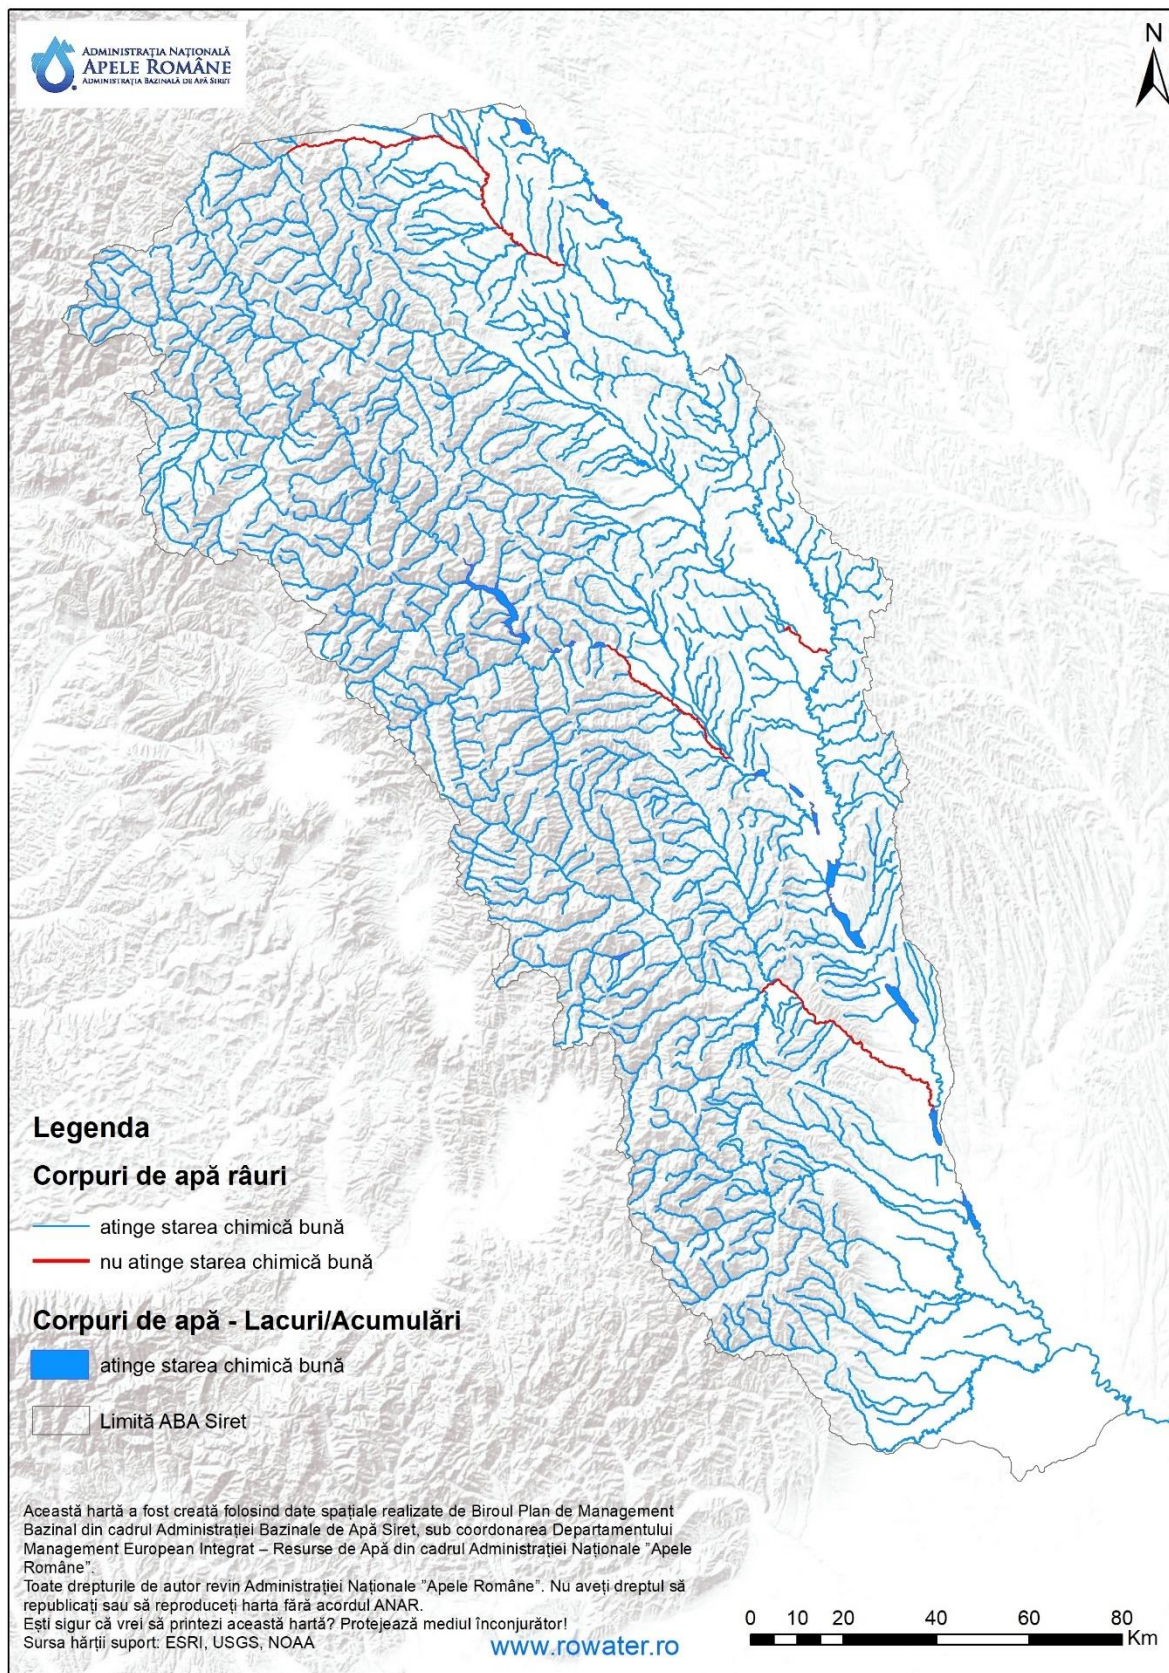 ADMINISTRAȚIA NAȚIONALĂ
APELE ROMÂNE
ADMINISTRAȚIA BAZINALĂ DE APĂ SIRET
N
Legenda
Corpuri de apă râuri
atinge starea chimică bună
nu atinge starea chimică bună
Corpuri de apă - Lacuri/Acumulări
atinge starea chimică bună
Limită ABA Siret
Această hartă a fost creată folosind date spațiale realizate de Biroul Plan de Management
Bazinal din cadrul Administrației Bazinale de Apă Siret, sub coordonarea Departamentului
Management European Integrat – Resurse de Apă din cadrul Administrației Naționale "Apele
Române".
Toate drepturile de autor revin Administrației Naționale "Apele Române". Nu aveți dreptul să
republicați sau să reproduceți harta fără acordul ANAR.
Ești sigur că vrei să printezi această hartă? Protejează mediul înconjurător!
Sursa hărții suport: ESRI, USGS, NOAA
www.rowater.ro
0 10 20 40 60 80
Km